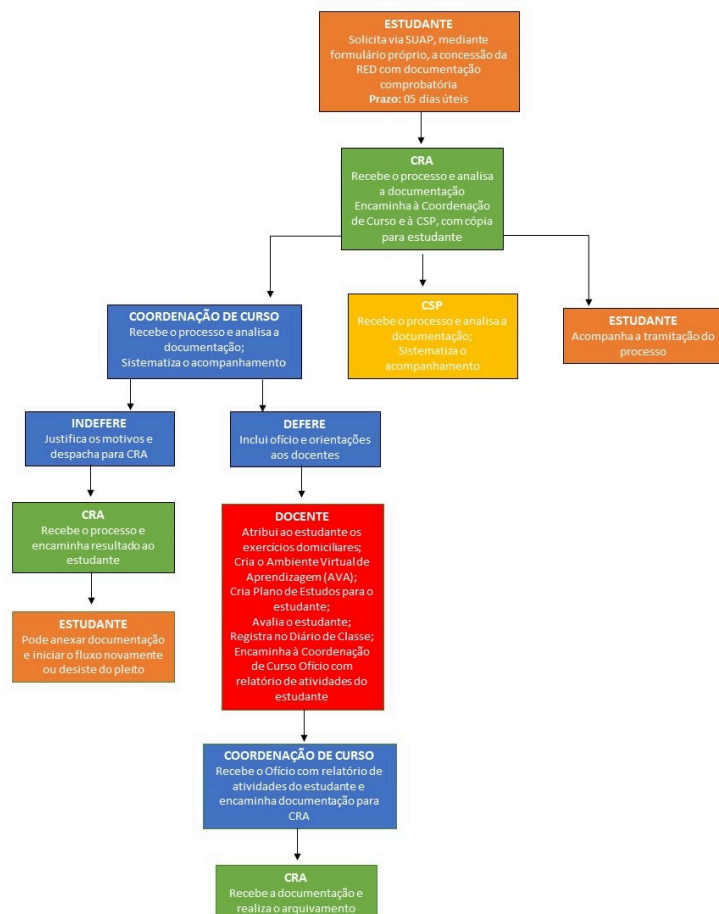 ESTUDANTE
Solicita via SUAP, mediante
formulário próprio, a concessão da
RED com documentação
comprobatória
Prazo: 05 dias úteis
CRA
Recebe o processo e analisa
a documentação
Encaminha à Coordenação
de Curso e à CSP, com cópia
para estudante
COORDENAÇÃO DE CURSO
Recebe o processo e analisa a
documentação;
Sistematiza o acompanhamento
CSP
Recebe o processo e analisa a
documentação;
Sistematiza o
acompanhamento
ESTUDANTE
Acompanha a tramitação do
processo
INDEFERE
Justifica os motivos e
despacha para CRA
DEFERE
Inclui ofício e orientações
aos docentes
CRA
Recebe o processo e
encaminha resultado ao
estudante
DOCENTE
Atribui ao estudante os
exercícios domiciliares;
Cria o Ambiente Virtual de
Aprendizagem (AVA);
Cria Plano de Estudos para o
estudante;
Avalia o estudante;
Registra no Diário de Classe;
Encaminha à Coordenação
de Curso Ofício com
relatório de atividades do
estudante
ESTUDANTE
Pode anexar documentação
e iniciar o fluxo novamente
ou desiste do pleito
COORDENAÇÃO DE CURSO
Recebe o Ofício com relatório de
atividades do estudante e
encaminha documentação para
CRA
CRA
Recebe a documentação e
realiza o arquivamento